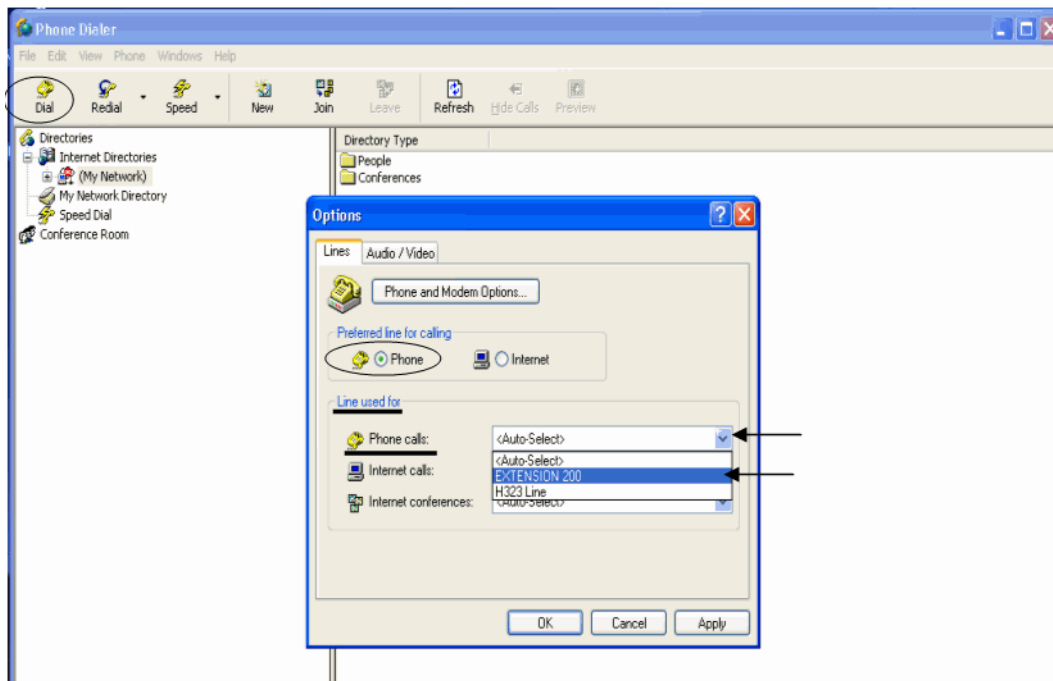 Phone Dialer
File Edit View Phone Windows Help
Dial Redial Speed New Join Leave Refresh Hide Calls Preview
Directories
Internet Directories
(My Network)
My Network Directory
Speed Dial
Conference Room
Directory Type
People
Conferences
Options
Lines Audio / Video
Phone and Modem Options...
Preferred line for calling
Phone Internet
Line used for
Phone calls: <Auto-Select>
<Auto-Select>
Internet calls: EXTENSION 200
H323 Line
Internet conferences: <Auto-Select>
OK Cancel Apply